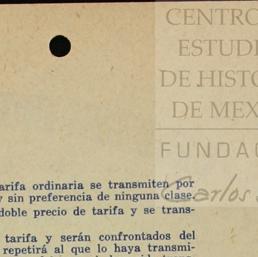 CENTRO
ESTUDI
DE HISTO
DE MEX
FUNDAC
Carlos
arifa ordinaria se transmiten por
y sin preferencia de ninguna clase.
doble precio de tarifa y se trans-
tarifa y serán confrontados del
repetirá al que lo haya transmi-